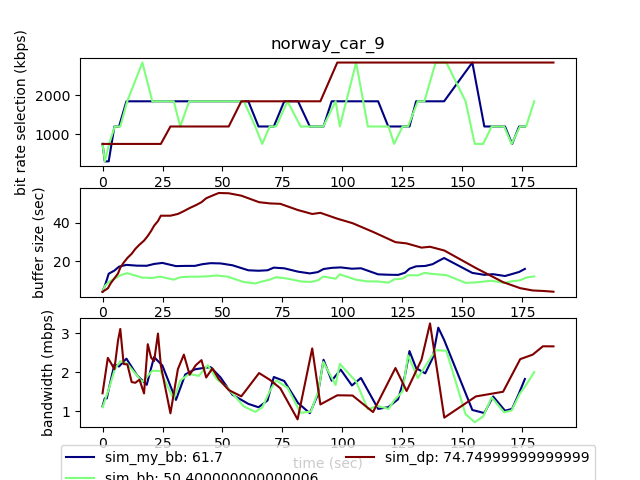 norway_car_9
bit rate selection (kbps)
2000
1000
0 25 50 75 100 125 150 175
buffer size (sec)
40
20
0 25 50 75 100 125 150 175
bandwidth (mbps)
3
2
1
0 25 50 75 100 125 150 175
time (sec)
sim_my_bb: 61.7 sim_dp: 74.74999999999999
sim_bb: 50.400000000000006